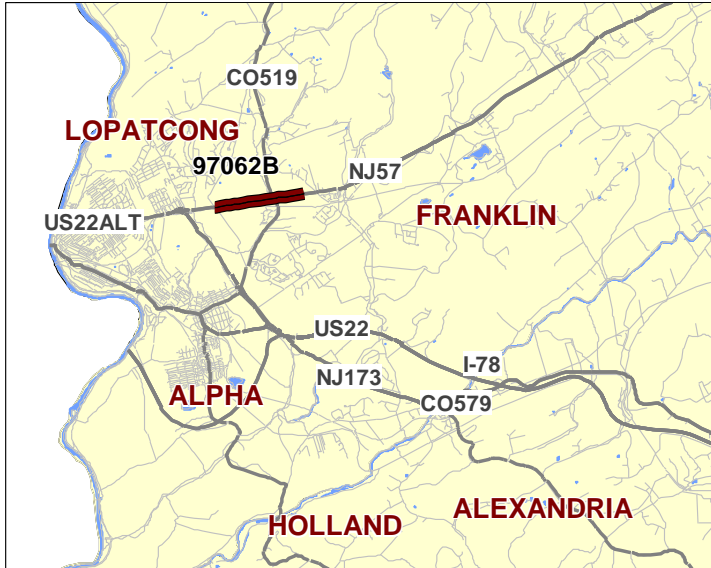 CO519
LOPATCONG
97062B
NJ57
US22ALT
FRANKLIN
US22
I-78
NJ173
ALPHA
CO579
ALEXANDRIA
HOLLAND